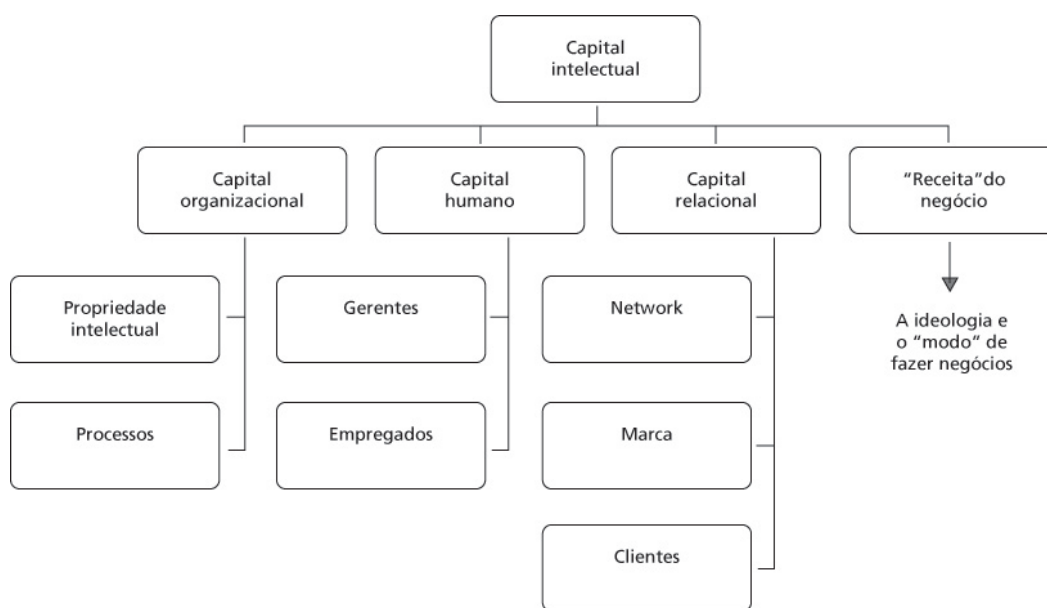 Capital
intelectual
Capital
organizacional
Capital
humano
Capital
relacional
“Receita”do
negócio
Propriedade
intelectual
Gerentes
Network
A ideologia e
o “modo“ de
fazer negócios
Processos
Empregados
Marca
Clientes